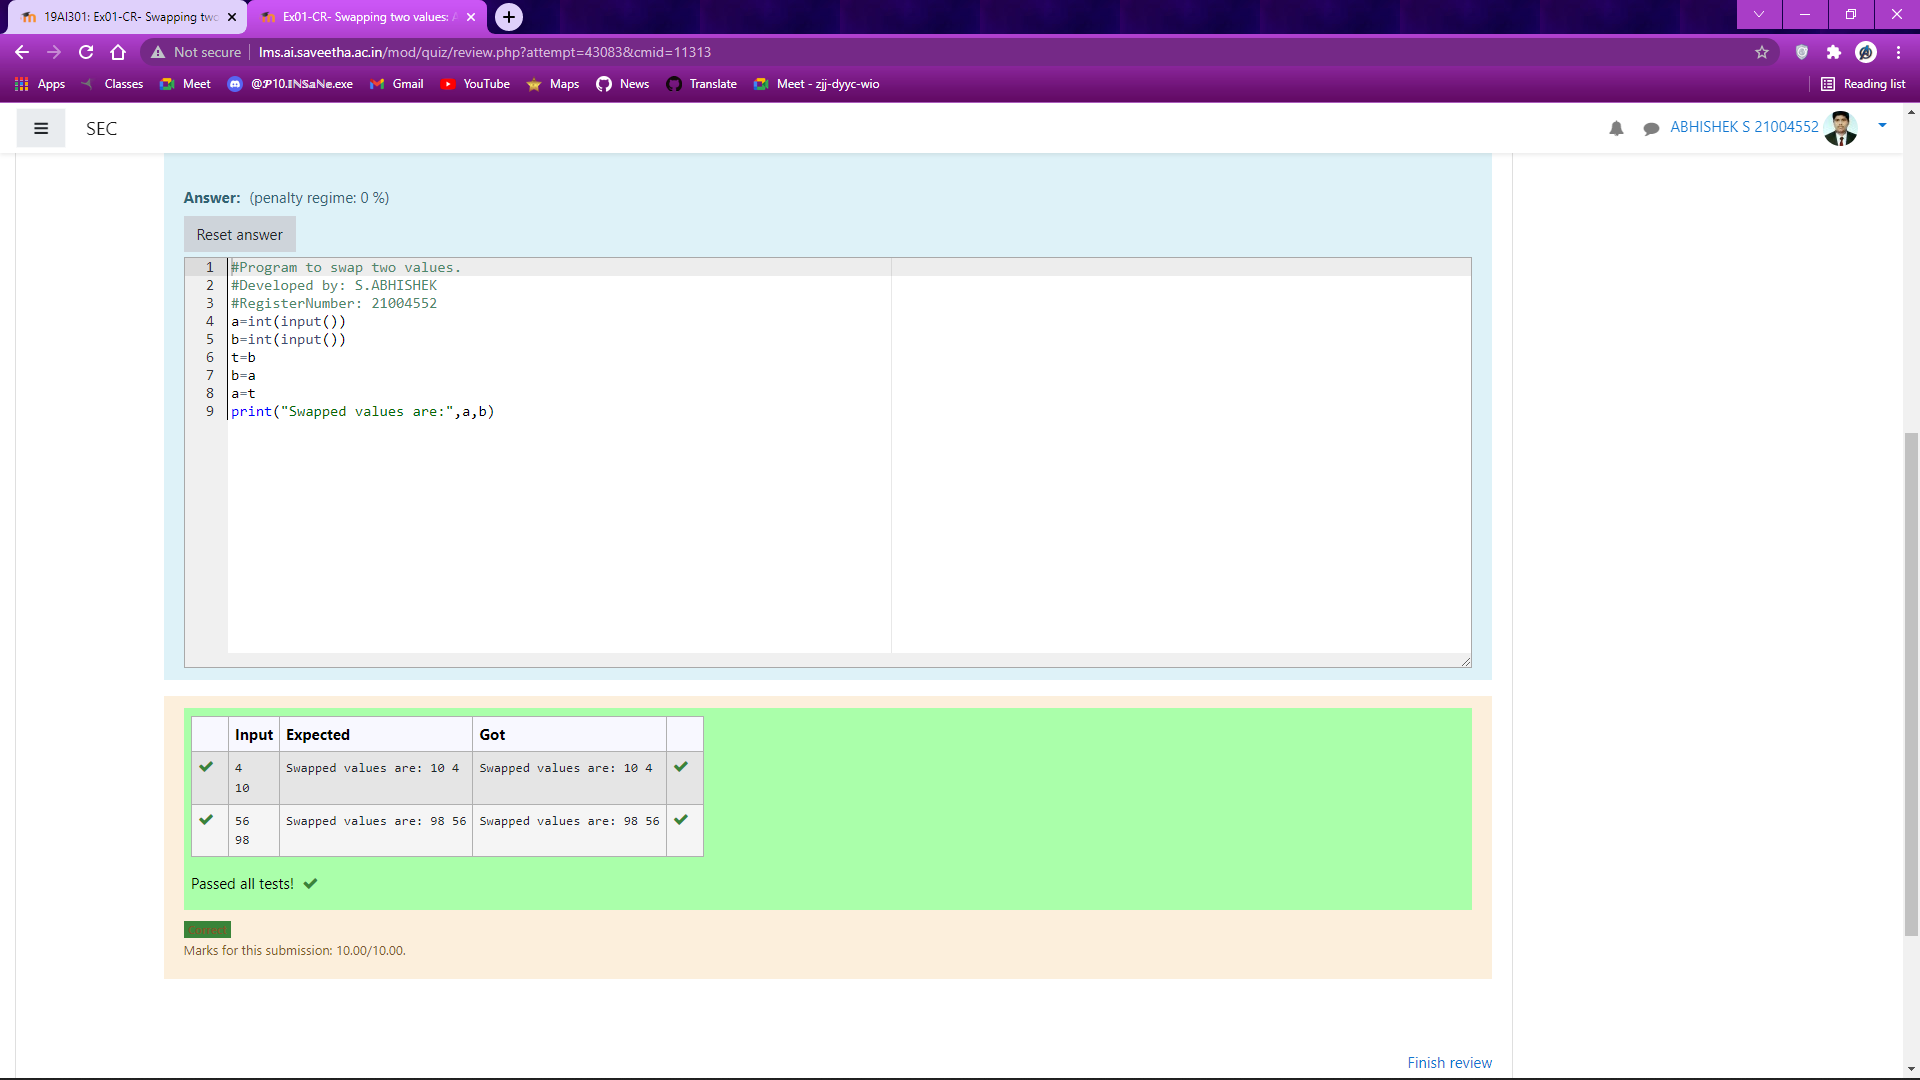 19AI301: Ex01-CR- Swapping two
Ex01-CR- Swapping two values:
Not secure
lms.ai.saveetha.ac.in/mod/quiz/review.php?attempt=43083&cmid=11313
Apps
Classes
Meet
@𝓟10.𝕀ℕ𝕊𝕒ℕ𝕖.exe
Gmail
YouTube
Maps
News
Translate
Meet - zjj-dyyc-wio
Reading list
SEC
ABHISHEK S 21004552
Answer: (penalty regime: 0 %)
Reset answer
1 #Program to swap two values.
2 #Developed by: S.ABHISHEK
3 #RegisterNumber: 21004552
4 a=int(input())
5 b=int(input())
6 t=b
7 b=a
8 a=t
9 print("Swapped values are:",a,b)
Input Expected Got
4 Swapped values are: 10 4 Swapped values are: 10 4
10
56 Swapped values are: 98 56 Swapped values are: 98 56
98
Passed all tests!
Correct
Marks for this submission: 10.00/10.00.
Finish review